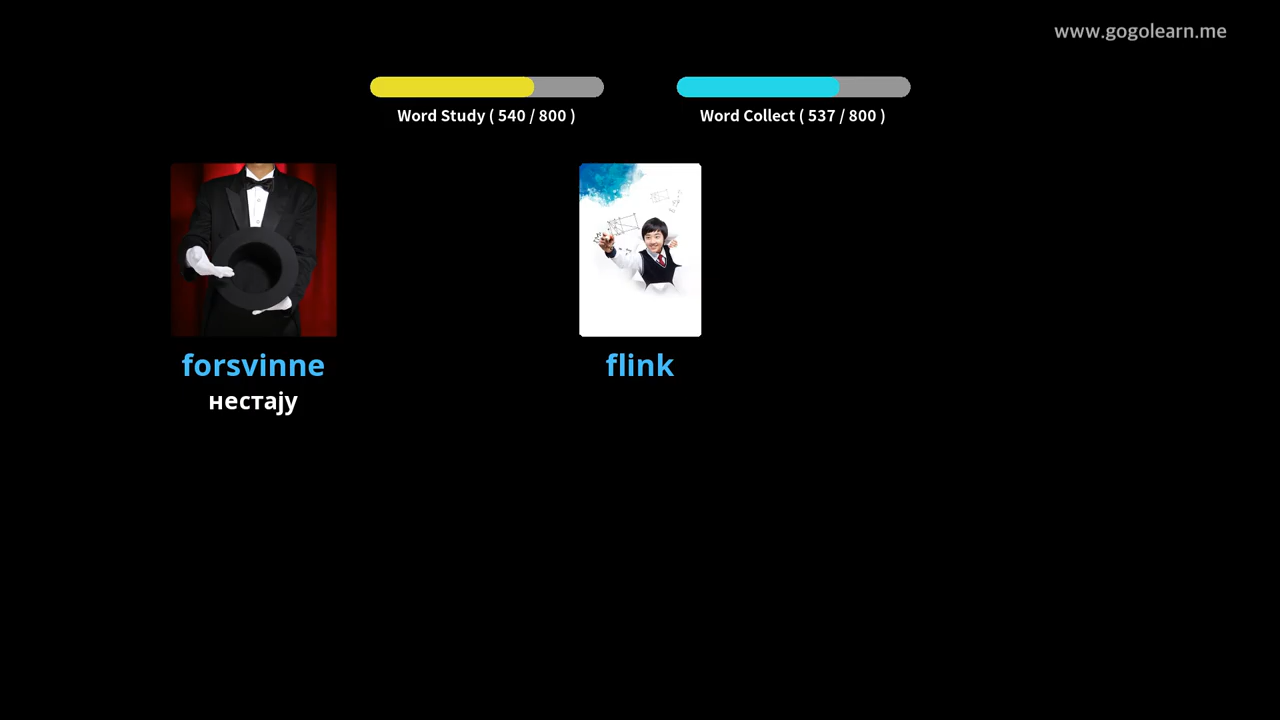 www.gogolearn.me
Word Study ( 540 / 800 )
Word Collect ( 537 / 800 )
forsvinne
нестају
flink